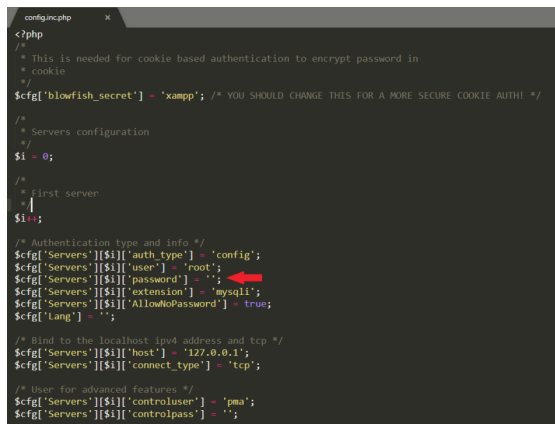 config.inc.php ×
<?php
/*
* This is needed for cookie based authentication to encrypt password in
* cookie
*/
$cfg['blowfish_secret'] = 'xampp'; /* YOU SHOULD CHANGE THIS FOR A MORE SECURE COOKIE AUTH! */
/*
* Servers configuration
*/
$i = 0;
/*
* First server
*/
$i++;
/* Authentication type and info */
$cfg['Servers'][$i]['auth_type'] = 'config';
$cfg['Servers'][$i]['user'] = 'root';
$cfg['Servers'][$i]['password'] = '';
$cfg['Servers'][$i]['extension'] = 'mysqli';
$cfg['Servers'][$i]['AllowNoPassword'] = true;
$cfg['Lang'] = '';
/* Bind to the localhost ipv4 address and tcp */
$cfg['Servers'][$i]['host'] = '127.0.0.1';
$cfg['Servers'][$i]['connect_type'] = 'tcp';
/* User for advanced features */
$cfg['Servers'][$i]['controluser'] = 'pma';
$cfg['Servers'][$i]['controlpass'] = '';